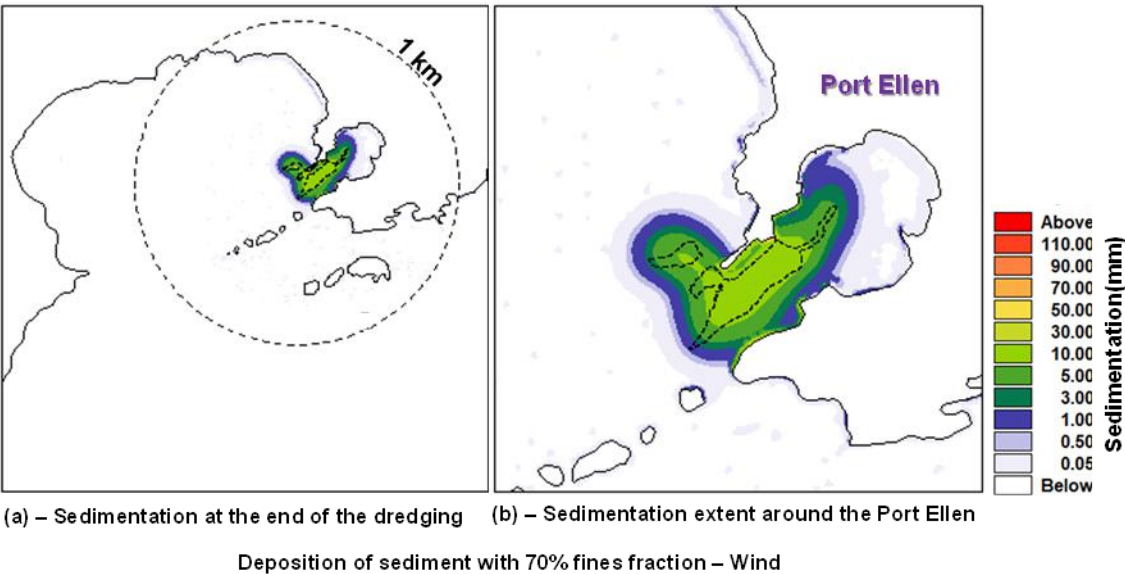 1 km
Port Ellen
Above
110.00
90.00
70.00
50.00
30.00
10.00
5.00
3.00
1.00
0.50
0.05
Below
Sedimentation(mm)
(a) – Sedimentation at the end of the dredging
(b) – Sedimentation extent around the Port Ellen
Deposition of sediment with 70% fines fraction – Wind